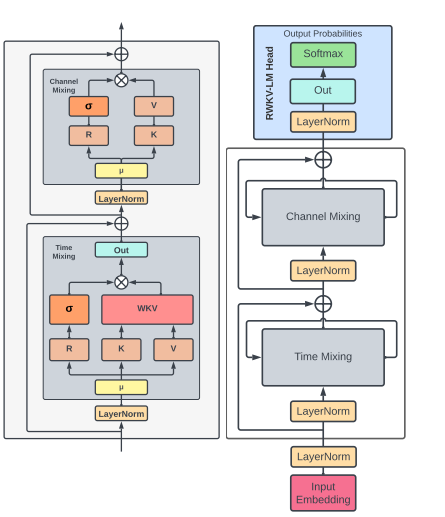 Channel
Mixing
σ
V
R
K
μ
LayerNorm
Time
Mixing
Out
σ
WKV
R
K
V
μ
LayerNorm
Output Probabilities
RWKV-LM Head
Softmax
Out
LayerNorm
Channel Mixing
LayerNorm
Time Mixing
LayerNorm
LayerNorm
Input
Embedding